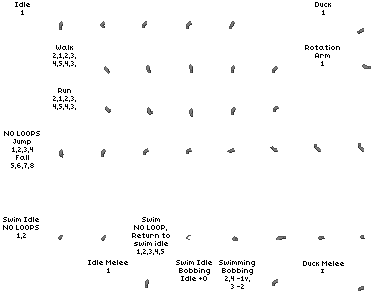 Idle
1
Duck
1
Walk
2,1,2,3,
4,5,4,3,
Rotation
Arm
1
Run
2,1,2,3,
4,5,4,3,
NO LOOPS
Jump
1,2,3,4
Fall
5,6,7,8
Swim Idle
NO LOOPS
1,2
Swim
NO LOOP,
Return to
swim idle
1,2,3,4,5
Idle Melee
1
Swim Idle
Bobbing
Idle +0
Swimming
Bobbing
2,4 -1v,
3 -2
Duck Melee
1